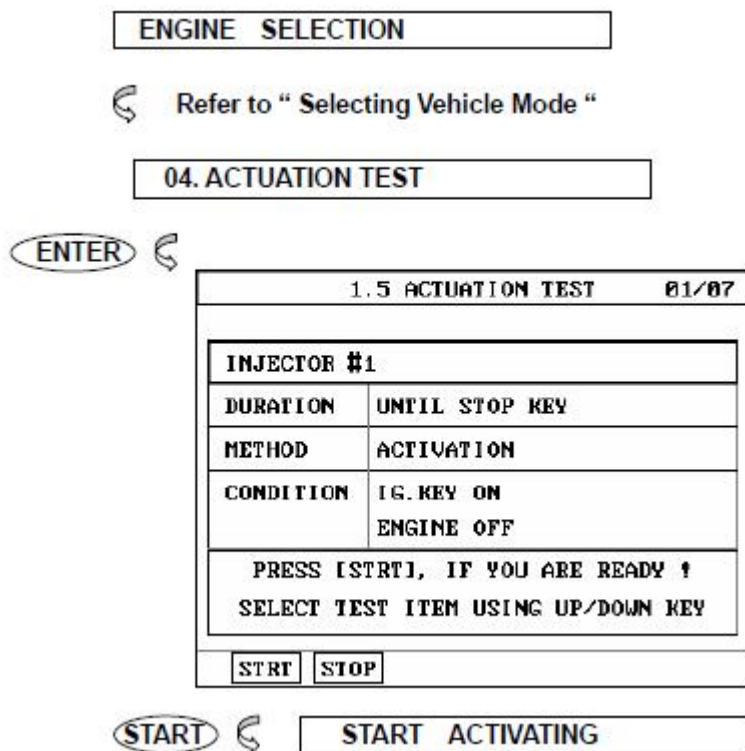 ENGINE SELECTION
Refer to “ Selecting Vehicle Mode “
04. ACTUATION TEST
ENTER
1.5 ACTUATION TEST 01/07
INJECTOR #1
DURATION UNTIL STOP KEY
METHOD ACTIVATION
CONDITION IG.KEY ON
ENGINE OFF
PRESS [STRT], IF YOU ARE READY !
SELECT TEST ITEM USING UP/DOWN KEY
STRT STOP
START START ACTIVATING